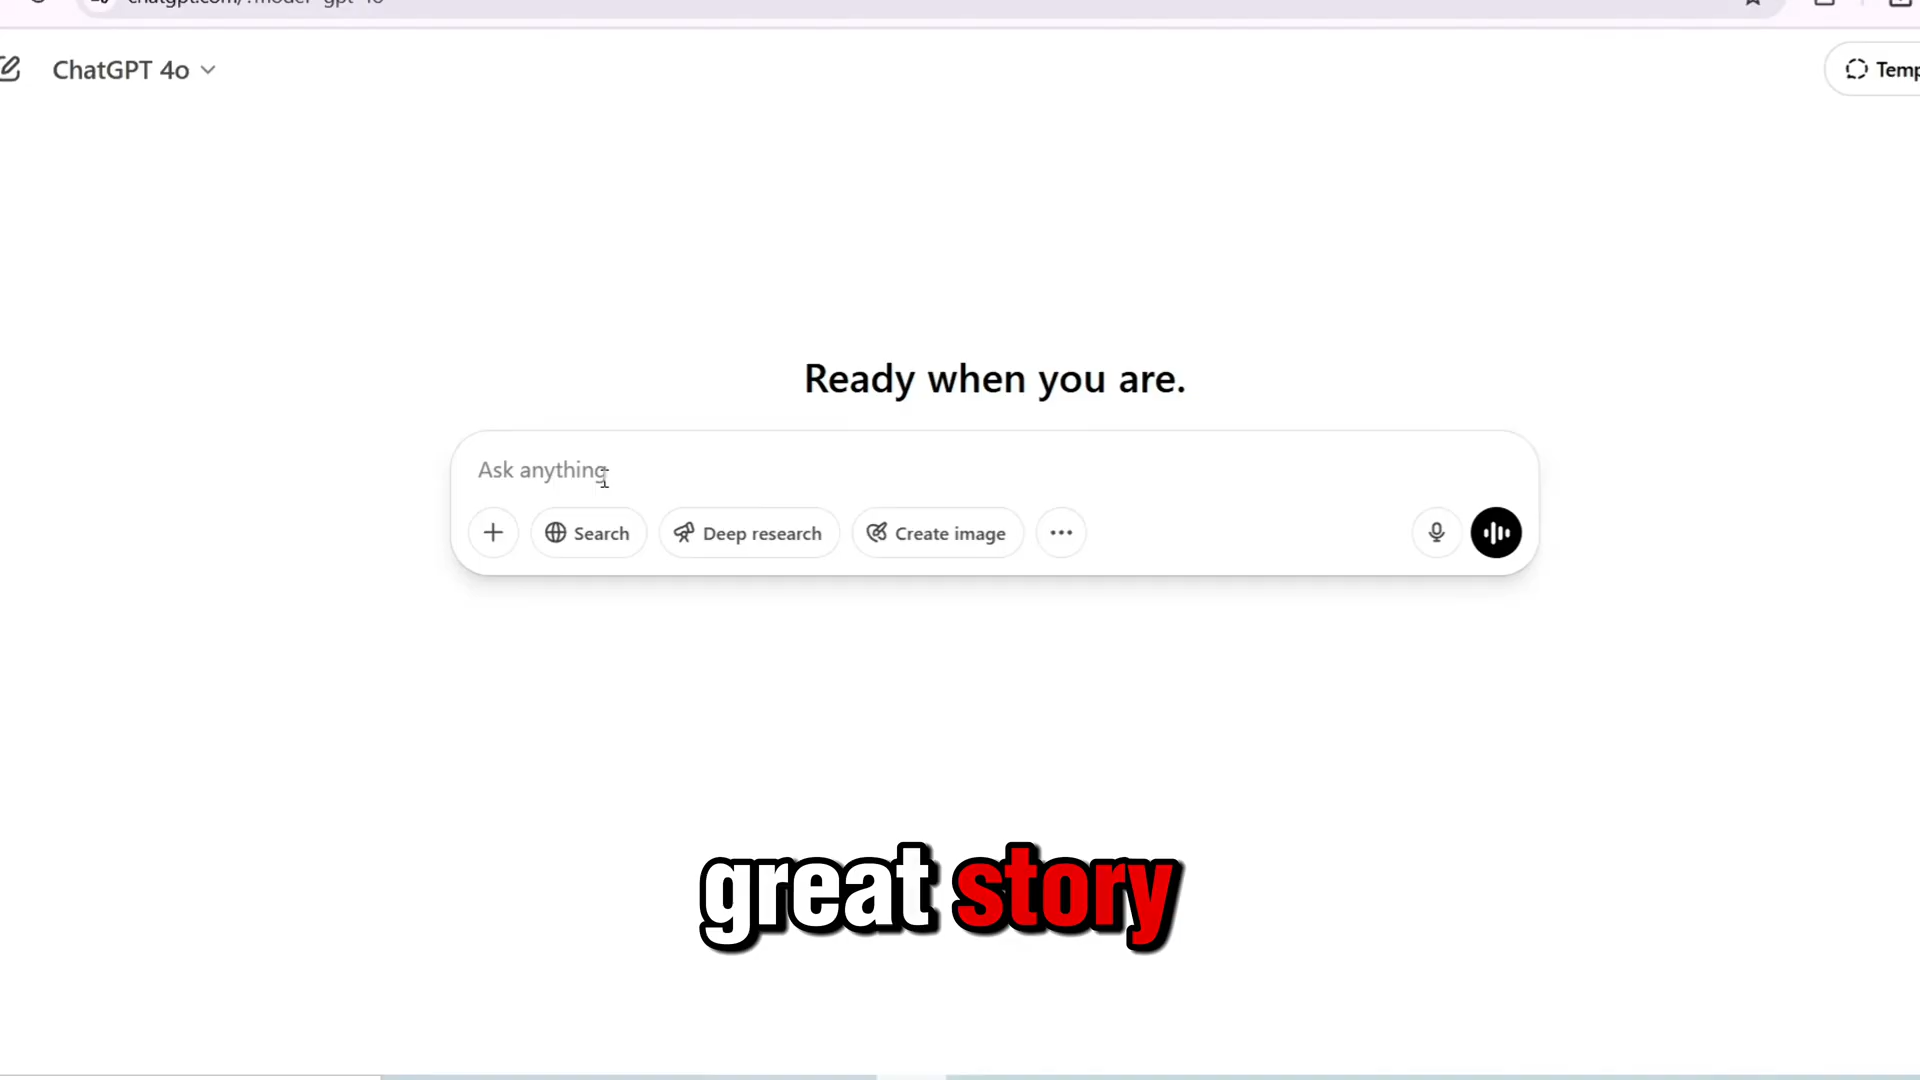 ChatGPT 4o
Temp
Ready when you are.
Ask anything
Search
Deep research
Create image
great story